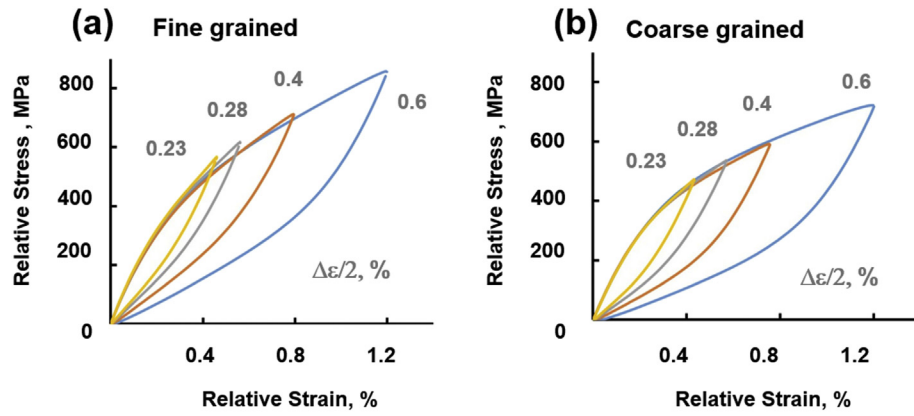 (a) Fine grained
Relative Stress , MPa
800
600
400
200
0
0.23
0.28
0.4
0.6
Δε/2, %
0.4 0.8 1.2
Relative Strain, %
(b) Coarse grained
Relative Stress, MPa
800
600
400
200
0
0.23
0.28
0.4
0.6
Δε/2, %
0.4 0.8 1.2
Relative Strain, %